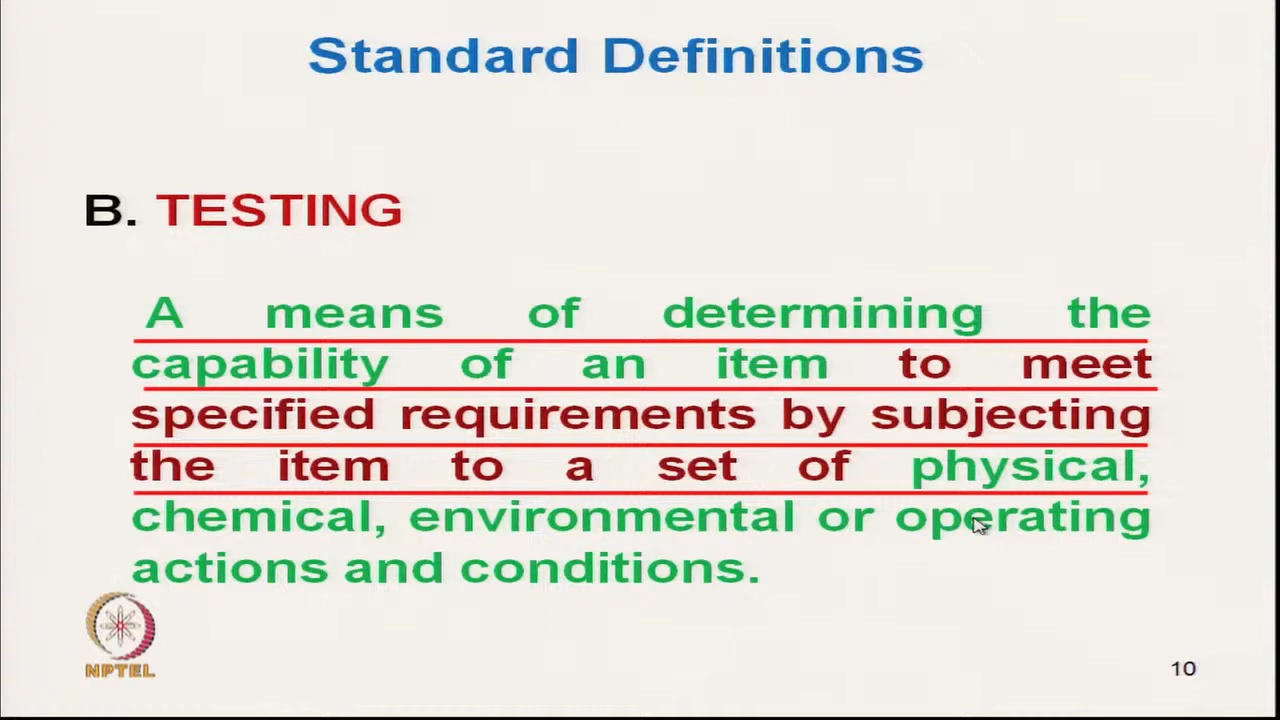 Standard Definitions
B. TESTING
A means of determining the
capability of an item to meet
specified requirements by subjecting
the item to a set of physical,
chemical, environmental or operating
actions and conditions.
NPTEL
10